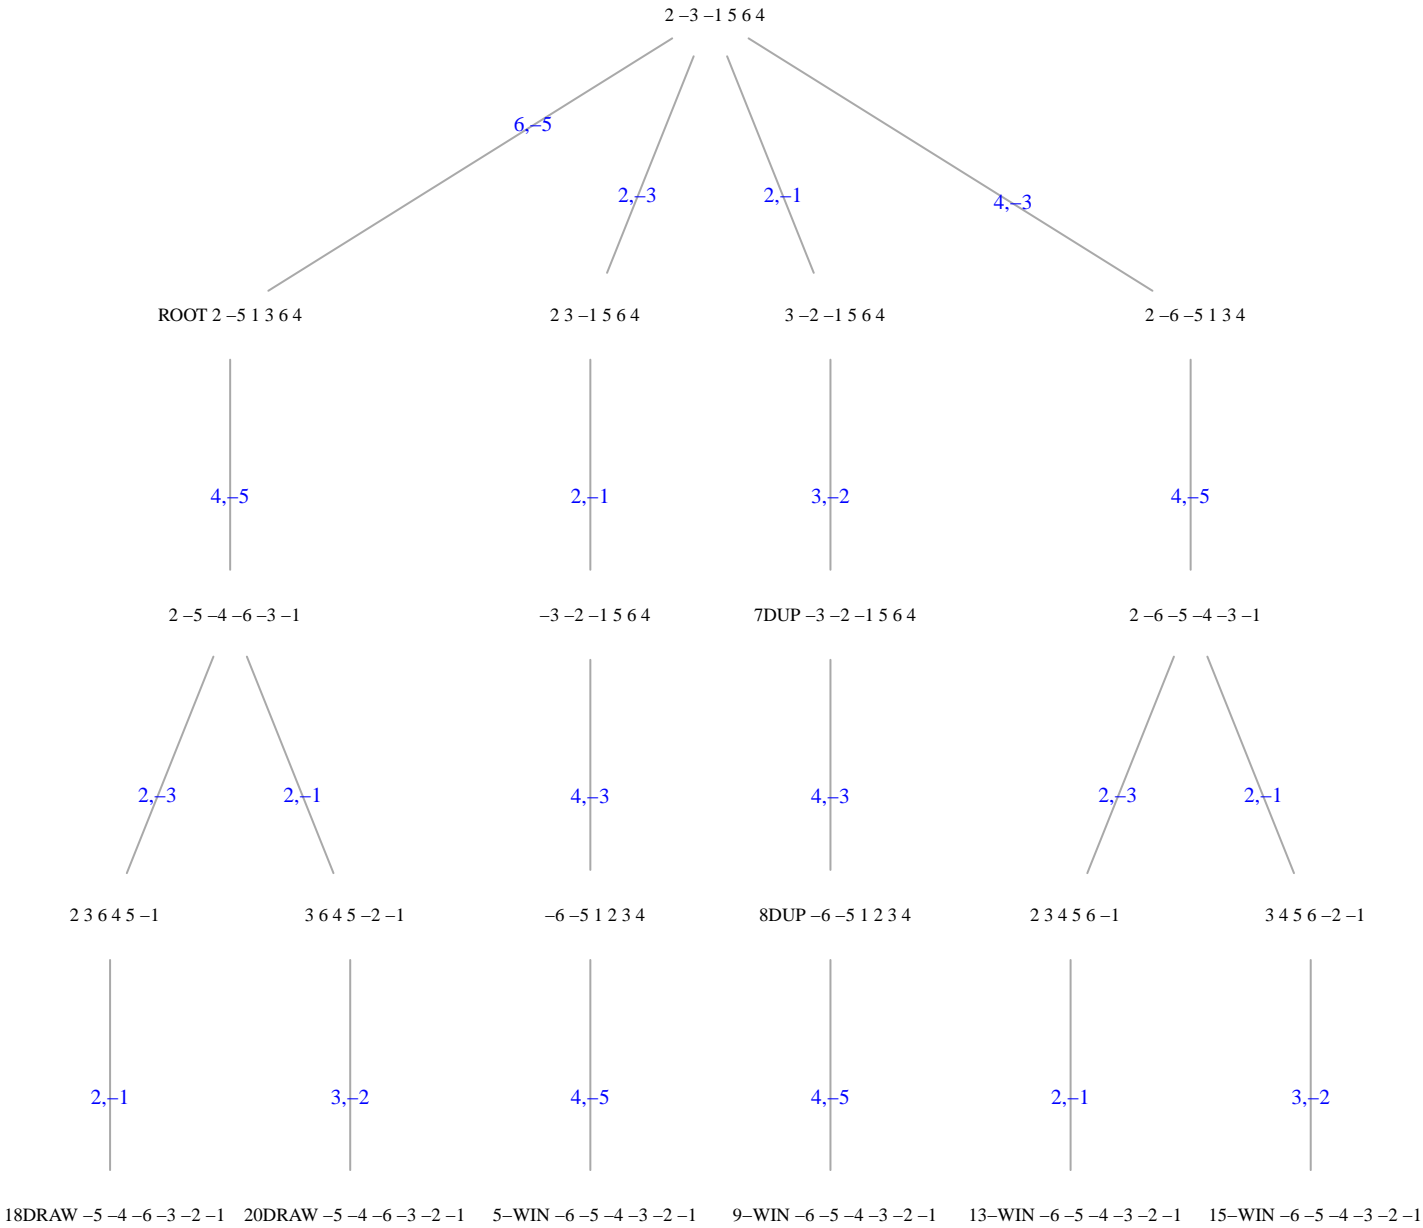 2 –3 –1 5 6 4
6,–5
2,–3
2,–1
4,–3
ROOT 2 –5 1 3 6 4
2 3 –1 5 6 4
3 –2 –1 5 6 4
2 –6 –5 1 3 4
4,–5
2,–1
3,–2
4,–5
2 –5 –4 –6 –3 –1
–3 –2 –1 5 6 4
7DUP –3 –2 –1 5 6 4
2 –6 –5 –4 –3 –1
2,–3
2,–1
4,–3
4,–3
2,–3
2,–1
2 3 6 4 5 –1
3 6 4 5 –2 –1
–6 –5 1 2 3 4
8DUP –6 –5 1 2 3 4
2 3 4 5 6 –1
3 4 5 6 –2 –1
2,–1
3,–2
4,–5
4,–5
2,–1
3,–2
18DRAW –5 –4 –6 –3 –2 –1
20DRAW –5 –4 –6 –3 –2 –1
5–WIN –6 –5 –4 –3 –2 –1
9–WIN –6 –5 –4 –3 –2 –1
13–WIN –6 –5 –4 –3 –2 –1
15–WIN –6 –5 –4 –3 –2 –1